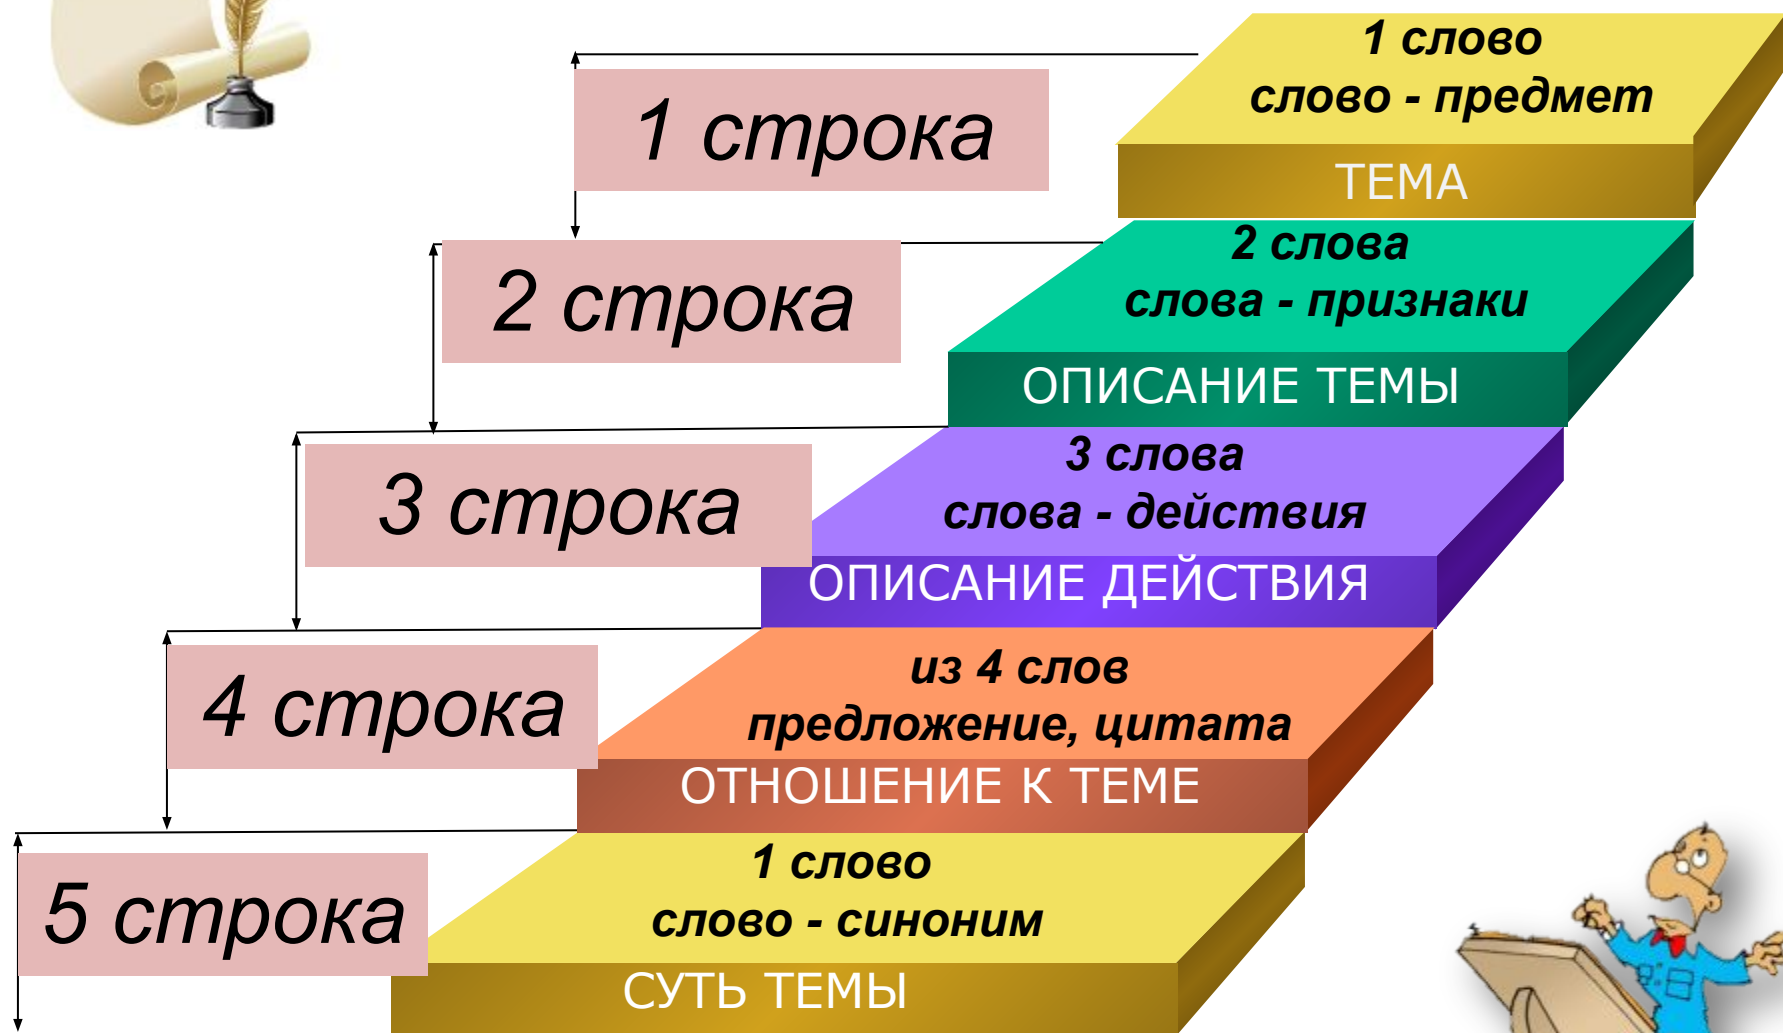 1 строка
1 слово
слово - предмет
ТЕМА
2 строка
2 слова
слова - признаки
ОПИСАНИЕ ТЕМЫ
3 строка
3 слова
слова - действия
ОПИСАНИЕ ДЕЙСТВИЯ
4 строка
из 4 слов
предложение, цитата
ОТНОШЕНИЕ К ТЕМЕ
5 строка
1 слово
слово - синоним
СУТЬ ТЕМЫ